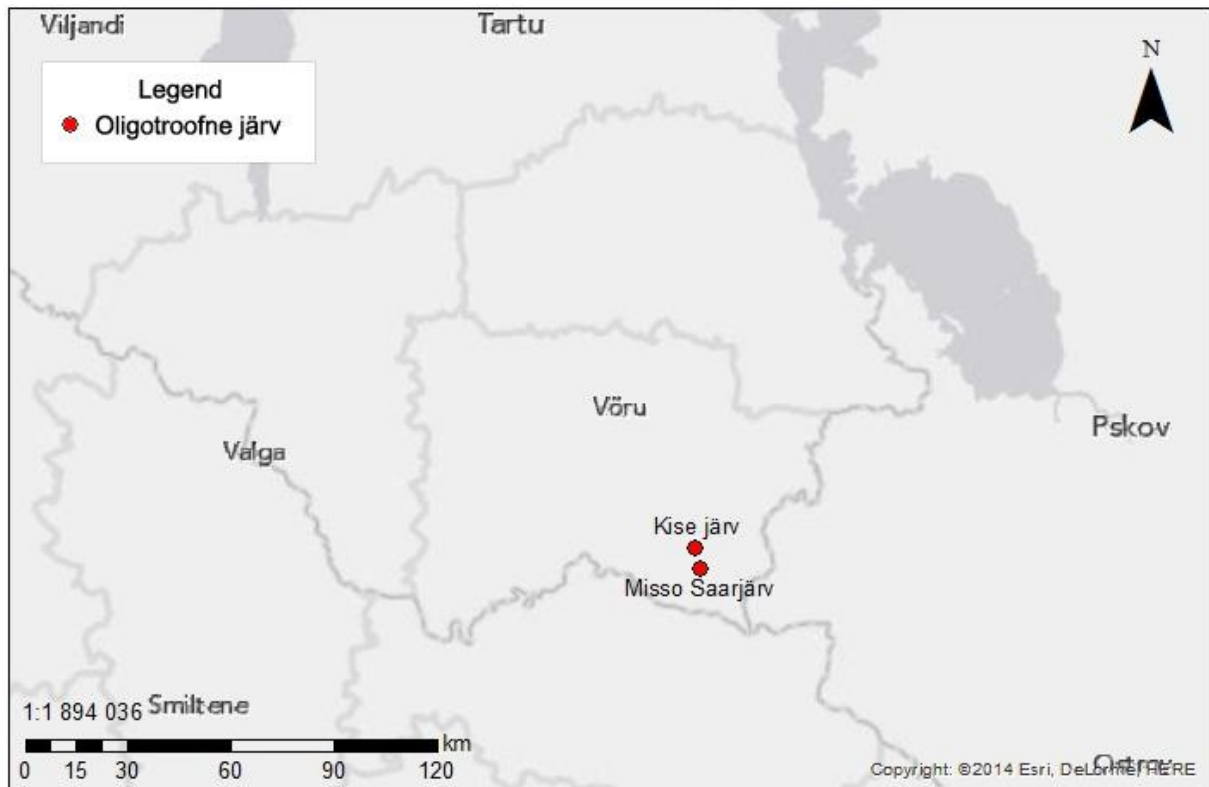 Viljandi
Tartu
N
Legend
Oligotroofne järv
Võru
Pskov
Valga
Kise järv
Misso Saarjärv
Smiltene
1:1 894 036
km
0 15 30 60 90 120
Copyright: ©2014 Esri, DeLorme, HERE